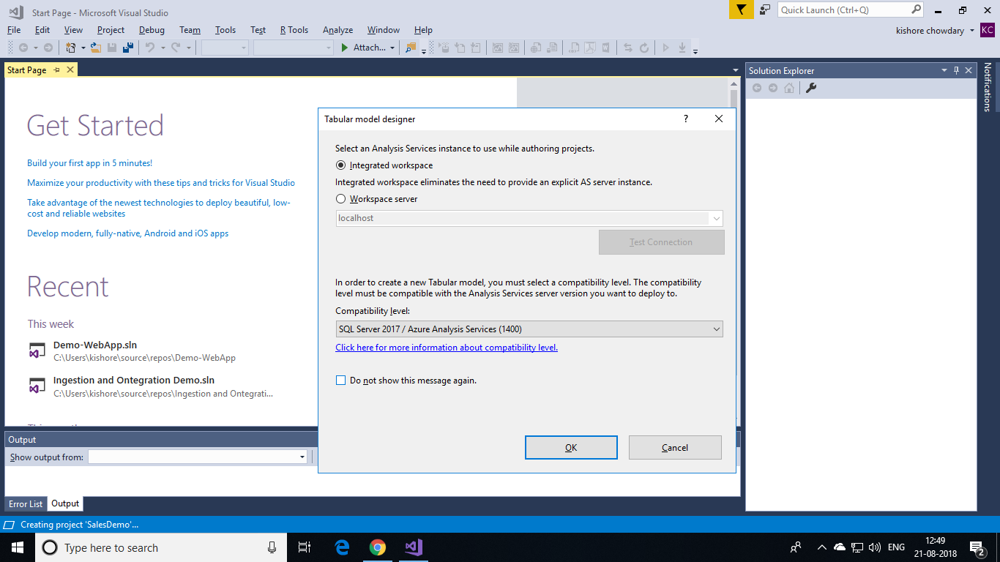 Start Page - Microsoft Visual Studio
Quick Launch (Ctrl+Q)
File Edit View Project Debug Team Tools Test R Tools Analyze Window Help
kishore chowdary KC
Attach...
Start Page
Solution Explorer
Notifications
Get Started
Build your first app in 5 minutes!
Maximize your productivity with these tips and tricks for Visual Studio
Take advantage of the newest technologies to deploy beautiful, low-
cost and reliable websites
Develop modern, fully-native, Android and iOS apps
Recent
This week
Demo-WebApp.sln
C:\Users\kishore\source\repos\Demo-WebApp
Ingestion and Ontegration Demo.sln
C:\Users\kishore\source\repos\Ingestion and Ontegrati...
Tabular model designer
?
Select an Analysis Services instance to use while authoring projects.
Integrated workspace
Integrated workspace eliminates the need to provide an explicit AS server instance.
Workspace server
localhost
Test Connection
In order to create a new Tabular model, you must select a compatibility level. The compatibility
level must be compatible with the Analysis Services server version you want to deploy to.
Compatibility level:
SQL Server 2017 / Azure Analysis Services (1400)
Click here for more information about compatibility level.
Do not show this message again.
OK Cancel
Output
Show output from:
Error List Output
Creating project 'SalesDemo'...
Type here to search
ENG
12:49
21-08-2018
2